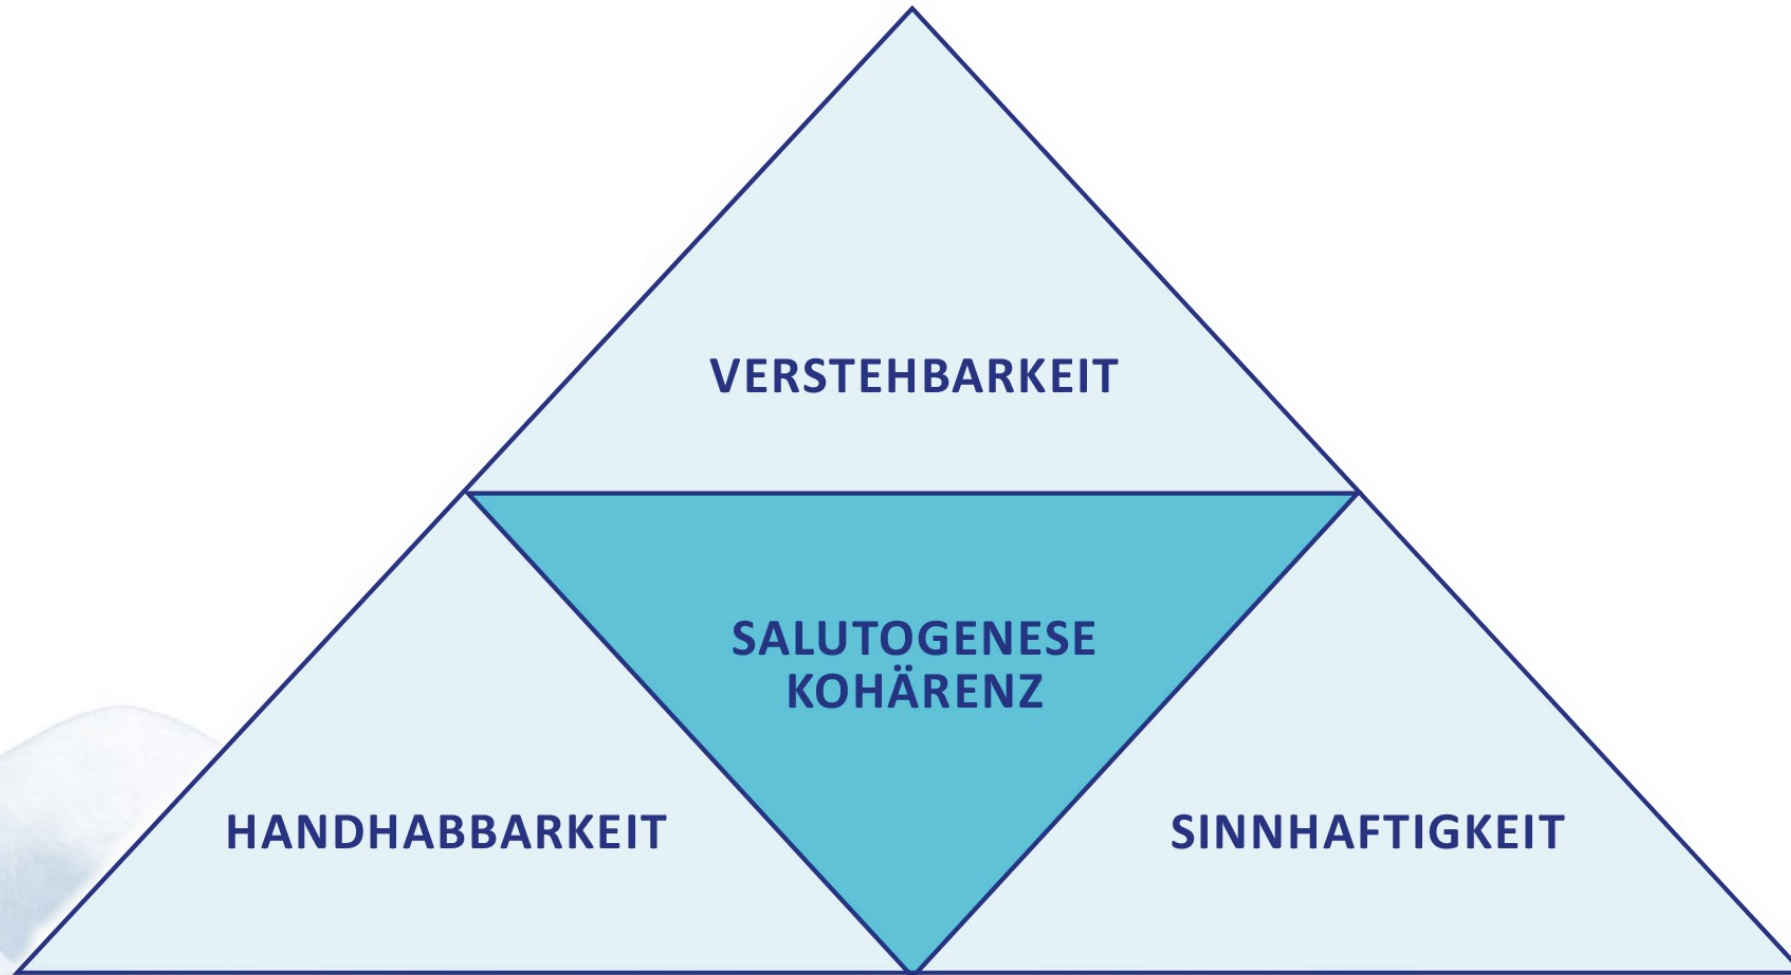 VERSTEHBARKEIT
SALUTOGENESE
KOHÄRENZ
HANDHABBARKEIT
SINNHAFTIGKEIT